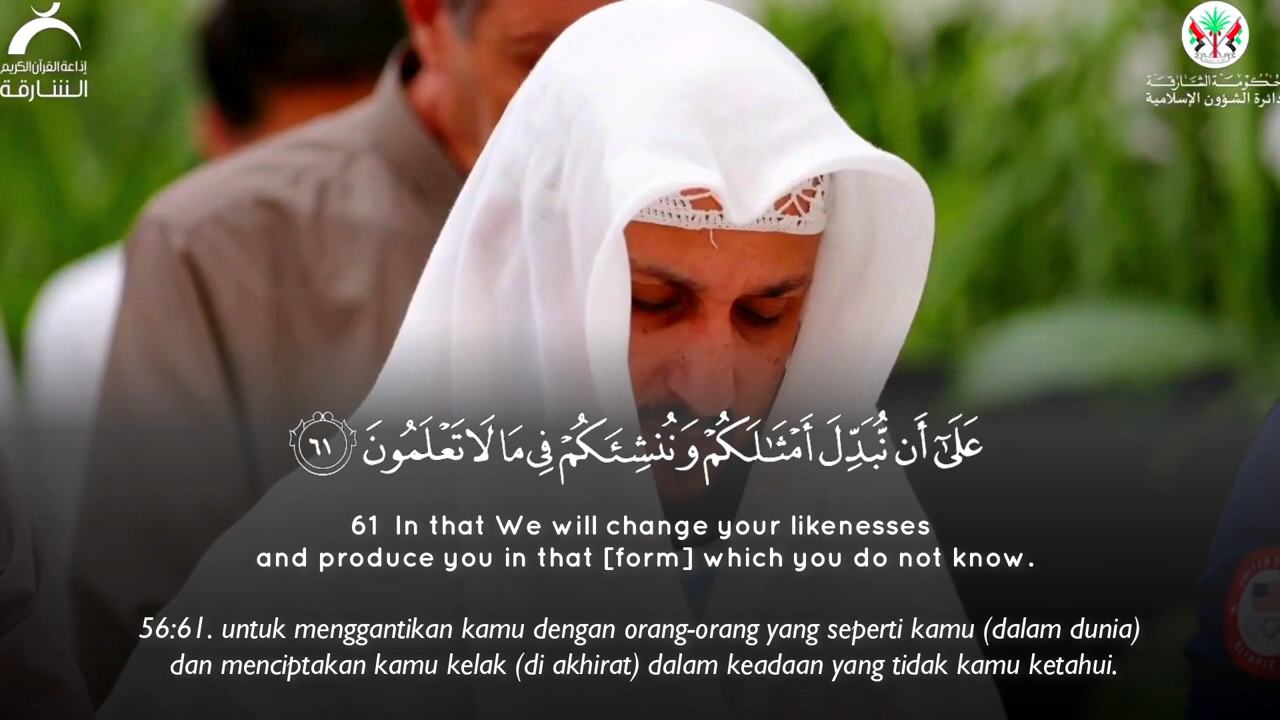 إذاعة القرآن الكريم
الشارقة
حكومة الشارقة
دائرة الشؤون الإسلامية
عَلَىٰٓ أَن نُّبَدِّلَ أَمْثَـٰلَكُمْ وَنُنشِئَكُمْ فِى مَا لَا تَعْلَمُونَ ٦١
61 In that We will change your likenesses
and produce you in that [form] which you do not know.
56:61. untuk menggantikan kamu dengan orang-orang yang seperti kamu (dalam dunia)
dan menciptakan kamu kelak (di akhirat) dalam keadaan yang tidak kamu ketahui.